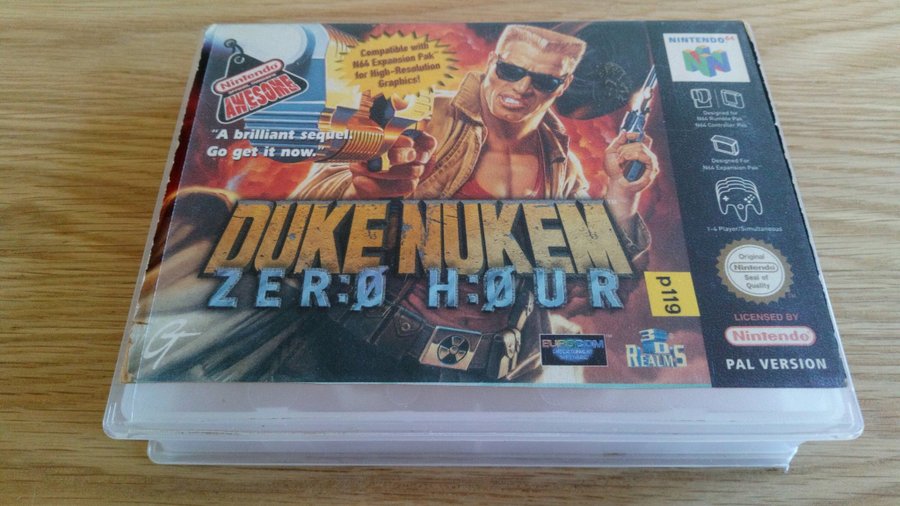 Nintendo
AWESOME
"A brilliant sequel.
Go get it now."
Compatible with
N64 Expansion Pak
for High-Resolution
Graphics!
DUKE NUKEM
ZER:Ø H:ØUR
GT
EUROCOM
3D
REALMS
p119
NINTENDO 64
N
Designed for
N64 Rumble Pak
N64 Controller Pak
Designed For
N64 Expansion Pak
1-4 Player/Simultaneous
Original
Nintendo
Seal of
Quality
LICENSED BY
Nintendo
PAL VERSION